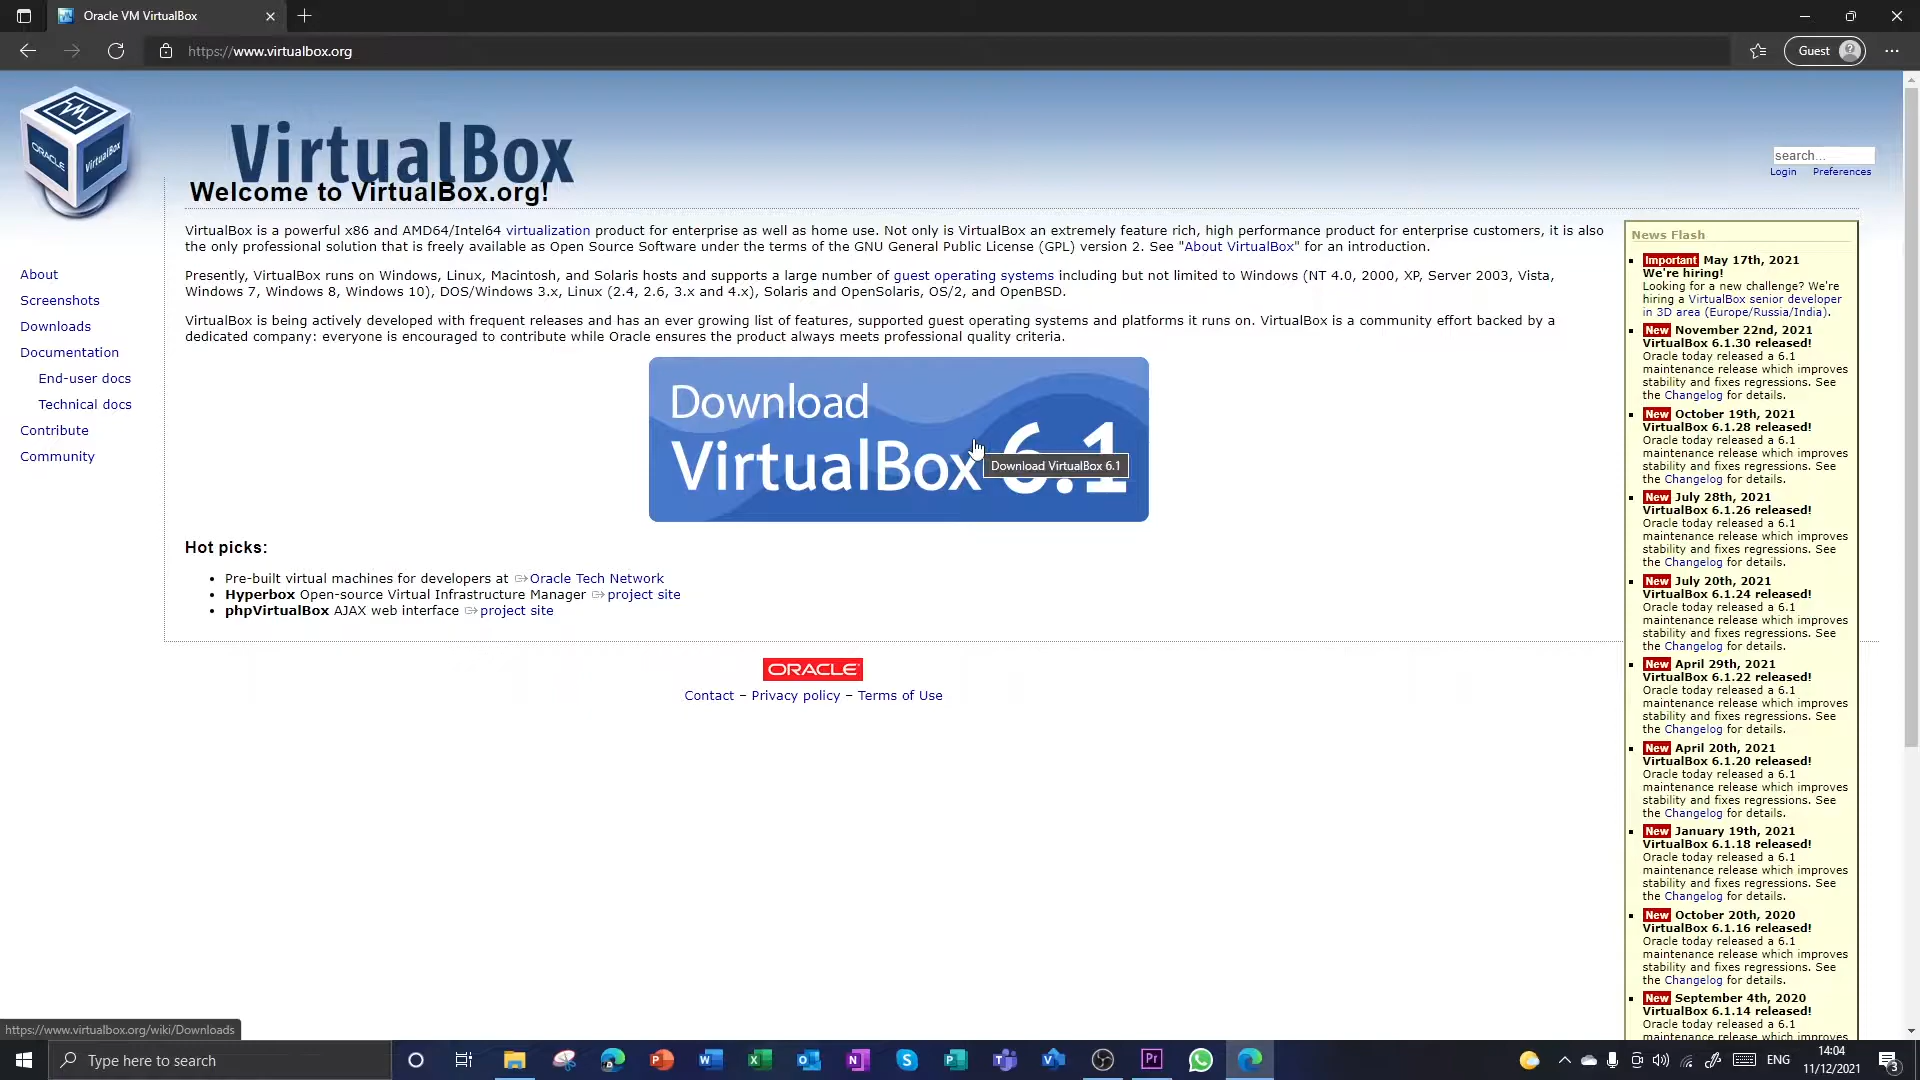 Oracle VM VirtualBox
https://www.virtualbox.org
Guest
ORACLE
VirtualBox
VirtualBox
Welcome to VirtualBox.org!
search...
Login Preferences
About
Screenshots
Downloads
Documentation
End-user docs
Technical docs
Contribute
Community
VirtualBox is a powerful x86 and AMD64/Intel64 virtualization product for enterprise as well as home use. Not only is VirtualBox an extremely feature rich, high performance product for enterprise customers, it is also
the only professional solution that is freely available as Open Source Software under the terms of the GNU General Public License (GPL) version 2. See "About VirtualBox" for an introduction.
Presently, VirtualBox runs on Windows, Linux, Macintosh, and Solaris hosts and supports a large number of guest operating systems including but not limited to Windows (NT 4.0, 2000, XP, Server 2003, Vista,
Windows 7, Windows 8, Windows 10), DOS/Windows 3.x, Linux (2.4, 2.6, 3.x and 4.x), Solaris and OpenSolaris, OS/2, and OpenBSD.
VirtualBox is being actively developed with frequent releases and has an ever growing list of features, supported guest operating systems and platforms it runs on. VirtualBox is a community effort backed by a
dedicated company: everyone is encouraged to contribute while Oracle ensures the product always meets professional quality criteria.
Download
VirtualBox 6.1
Download VirtualBox 6.1
Hot picks:
Pre-built virtual machines for developers at Oracle Tech Network
Hyperbox Open-source Virtual Infrastructure Manager project site
phpVirtualBox AJAX web interface project site
ORACLE
Contact – Privacy policy – Terms of Use
News Flash
Important May 17th, 2021
We're hiring!
Looking for a new challenge? We're
hiring a VirtualBox senior developer
in 3D area (Europe/Russia/India).
New November 22nd, 2021
VirtualBox 6.1.30 released!
Oracle today released a 6.1
maintenance release which improves
stability and fixes regressions. See
the Changelog for details.
New October 19th, 2021
VirtualBox 6.1.28 released!
Oracle today released a 6.1
maintenance release which improves
stability and fixes regressions. See
the Changelog for details.
New July 28th, 2021
VirtualBox 6.1.26 released!
Oracle today released a 6.1
maintenance release which improves
stability and fixes regressions. See
the Changelog for details.
New July 20th, 2021
VirtualBox 6.1.24 released!
Oracle today released a 6.1
maintenance release which improves
stability and fixes regressions. See
the Changelog for details.
New April 29th, 2021
VirtualBox 6.1.22 released!
Oracle today released a 6.1
maintenance release which improves
stability and fixes regressions. See
the Changelog for details.
New April 20th, 2021
VirtualBox 6.1.20 released!
Oracle today released a 6.1
maintenance release which improves
stability and fixes regressions. See
the Changelog for details.
New January 19th, 2021
VirtualBox 6.1.18 released!
Oracle today released a 6.1
maintenance release which improves
stability and fixes regressions. See
the Changelog for details.
New October 20th, 2020
VirtualBox 6.1.16 released!
Oracle today released a 6.1
maintenance release which improves
stability and fixes regressions. See
the Changelog for details.
New September 4th, 2020
VirtualBox 6.1.14 released!
Oracle today released a 6.1
maintenance release which improves
https://www.virtualbox.org/wiki/Downloads
Type here to search
ENG
14:04
11/12/2021
3